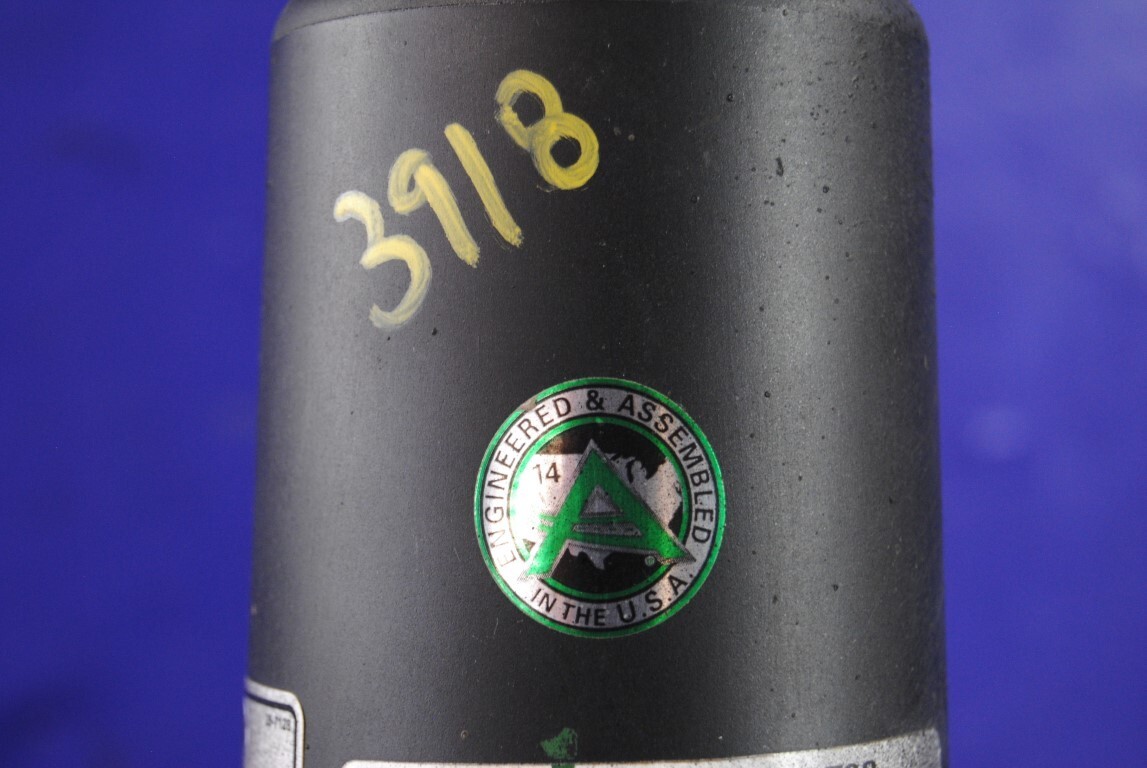 3918
ENGINEERED & ASSEMBLED
14
A
IN THE U.S.A.